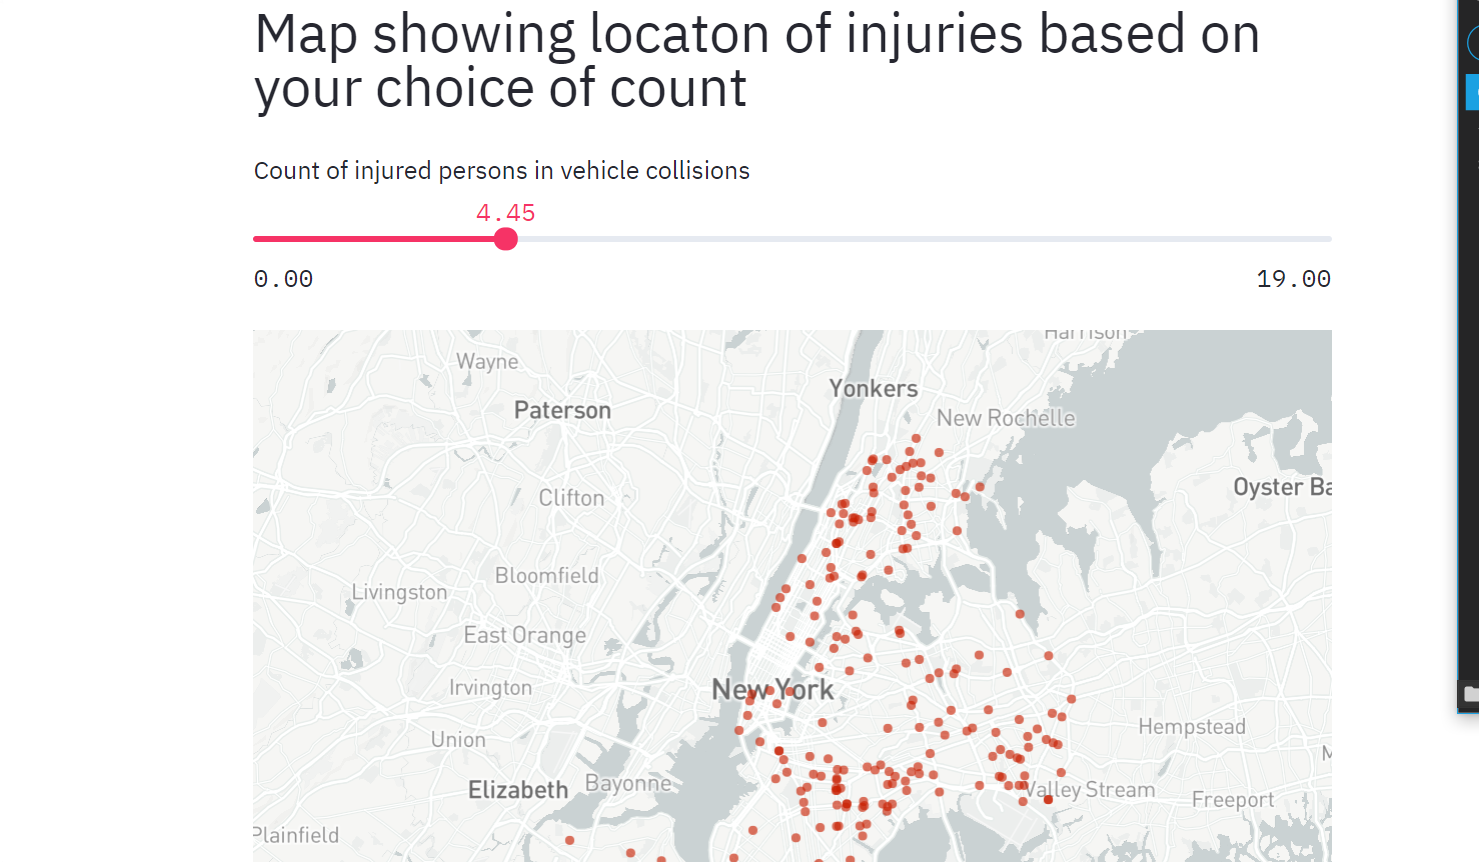 Map showing locaton of injuries based on
your choice of count
Count of injured persons in vehicle collisions
4.45
0.00
19.00
Harrison
Wayne
Yonkers
Paterson
New Rochelle
Oyster Ba
Clifton
Bloomfield
Livingston
East Orange
Irvington
New York
Hempstead
Union
Elizabeth
Bayonne
Valley Stream
Freeport
Plainfield